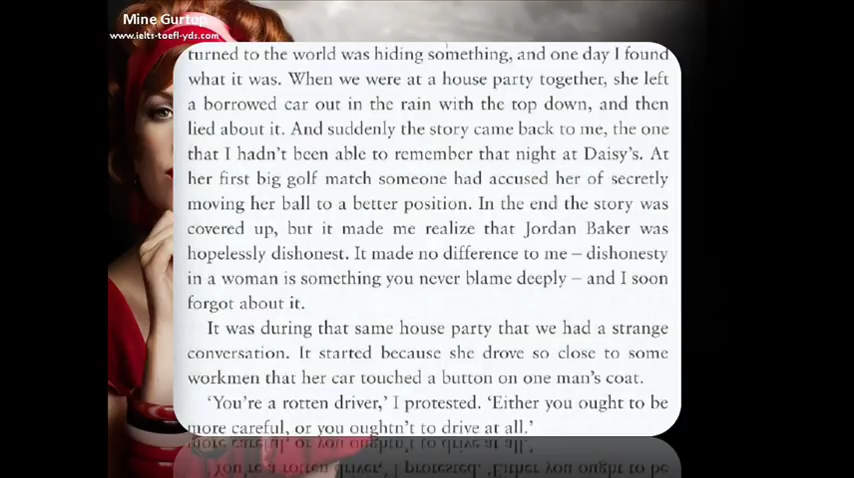 Mine Gurtop
www.ielts-toefl-yds.com
turned to the world was hiding something, and one day I found
what it was. When we were at a house party together, she left
a borrowed car out in the rain with the top down, and then
lied about it. And suddenly the story came back to me, the one
that I hadn't been able to remember that night at Daisy's. At
her first big golf match someone had accused her of secretly
moving her ball to a better position. In the end the story was
covered up, but it made me realize that Jordan Baker was
hopelessly dishonest. It made no difference to me – dishonesty
in a woman is something you never blame deeply – and I soon
forgot about it.
It was during that same house party that we had a strange
conversation. It started because she drove so close to some
workmen that her car touched a button on one man's coat.
'You're a rotten driver,' I protested. 'Either you ought to be
more careful, or you oughtn't to drive at all.'